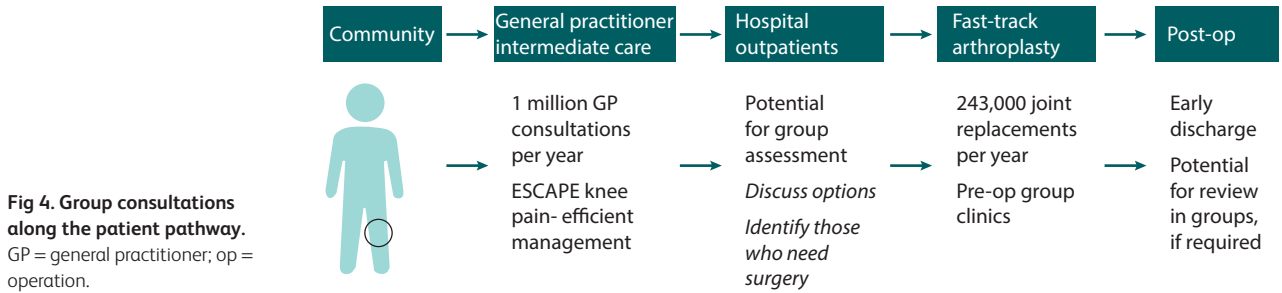 Community
General practitioner
intermediate care
Hospital
outpatients
Fast-track
arthroplasty
Post-op
1 million GP
consultations
per year
ESCAPE knee
pain- efficient
management
Potential
for group
assessment
Discuss options
Identify those
who need
surgery
243,000 joint
replacements
per year
Pre-op group
clinics
Early
discharge
Potential
for review
in groups,
if required
Fig 4. Group consultations
along the patient pathway.
GP = general practitioner; op =
operation.